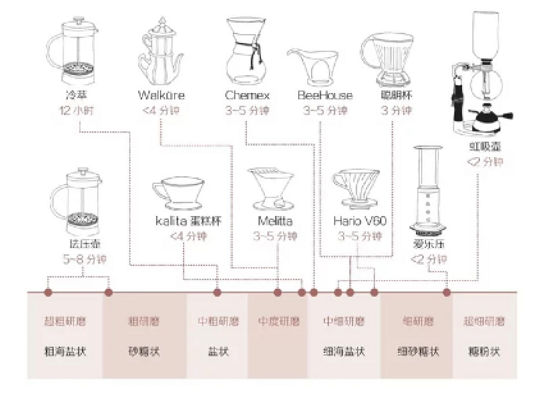 冷萃
12 小时
Walküre
<4 分钟
Chemex
3~5 分钟
BeeHouse
3~5 分钟
聪明杯
3 分钟
虹吸壶
<2 分钟
法压壶
5~8 分钟
kalita 蛋糕杯
<4 分钟
Melitta
3~5 分钟
Hario V60
3~5 分钟
爱乐压
<2 分钟
超粗研磨
粗研磨
中粗研磨
中度研磨
中细研磨
细研磨
超细研磨
粗海盐状
砂糖状
盐状
细海盐状
细砂糖状
糖粉状